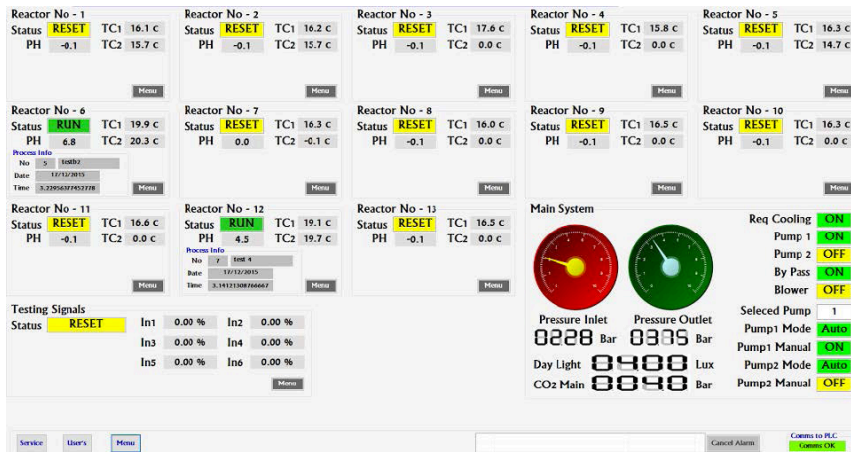 Reactor No - 1
Status RESET TC1 16.1 c
PH -0.1 TC2 15.7 c
Menu
Reactor No - 2
Status RESET TC1 16.2 c
PH -0.1 TC2 15.7 c
Menu
Reactor No - 3
Status RESET TC1 17.6 c
PH -0.1 TC2 0.0 c
Menu
Reactor No - 4
Status RESET TC1 15.8 c
PH -0.1 TC2 0.0 c
Menu
Reactor No - 5
Status RESET TC1 16.3 c
PH -0.1 TC2 14.7 c
Menu
Reactor No - 6
Status RUN TC1 19.9 c
PH 6.8 TC2 20.3 c
Process Info
No 5 testb2
Date 17/12/2015
Time 3.22956377452778
Menu
Reactor No - 7
Status RESET TC1 16.3 c
PH 0.0 TC2 -0.1 c
Menu
Reactor No - 8
Status RESET TC1 16.0 c
PH -0.1 TC2 0.0 c
Menu
Reactor No - 9
Status RESET TC1 16.5 c
PH -0.1 TC2 0.0 c
Menu
Reactor No - 10
Status RESET TC1 16.3 c
PH -0.1 TC2 0.0 c
Menu
Reactor No - 11
Status RESET TC1 16.6 c
PH -0.1 TC2 0.0 c
Menu
Reactor No - 12
Status RUN TC1 19.1 c
PH 4.5 TC2 19.7 c
Process Info
No 7 test 4
Date 17/12/2015
Time 3.14121308766667
Menu
Reactor No - 13
Status RESET TC1 16.5 c
PH -0.1 TC2 0.0 c
Menu
Main System
Pressure Inlet Pressure Outlet
0228 Bar 0375 Bar
Day Light 0400 Lux
CO2 Main 0040 Bar
Req Cooling ON
Pump 1 ON
Pump 2 OFF
By Pass ON
Blower OFF
Seleced Pump 1
Pump1 Mode Auto
Pump1 Manual ON
Pump2 Mode Auto
Pump2 Manual OFF
Testing Signals
Status RESET
In1 0.00 % In2 0.00 %
In3 0.00 % In4 0.00 %
In5 0.00 % In6 0.00 %
Menu
Service User's Menu
Cancel Alarm
Comms to PLC
Comms OK